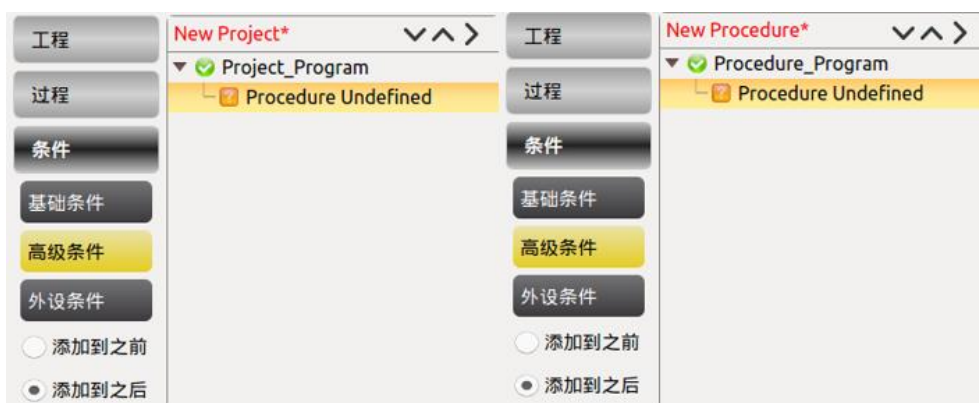 工程
过程
条件
基础条件
高级条件
外设条件
添加到之前
添加到之后
New Project*
Project_Program
Procedure Undefined
工程
过程
条件
基础条件
高级条件
外设条件
添加到之前
添加到之后
New Procedure*
Procedure_Program
Procedure Undefined